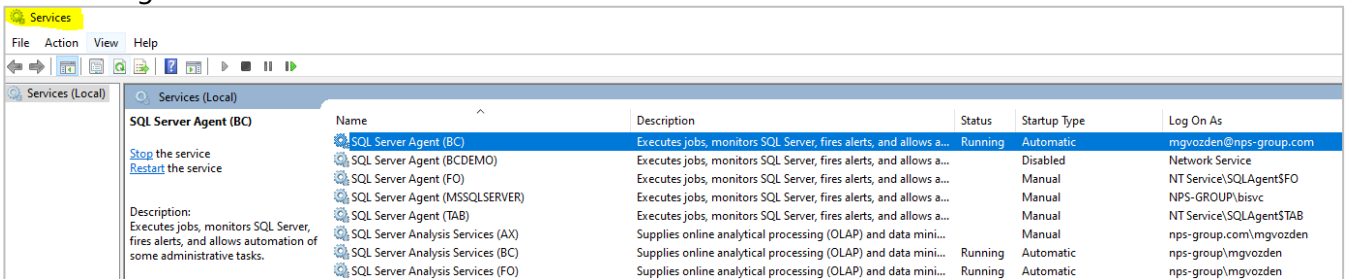 Services
File Action View Help
Services (Local)
Services (Local)
SQL Server Agent (BC)
Stop the service
Restart the service
Description:
Executes jobs, monitors SQL Server,
fires alerts, and allows automation of
some administrative tasks.
Name Description Status Startup Type Log On As
SQL Server Agent (BC) Executes jobs, monitors SQL Server, fires alerts, and allows a... Running Automatic mgvozden@nps-group.com
SQL Server Agent (BCDEMO) Executes jobs, monitors SQL Server, fires alerts, and allows a... Disabled Network Service
SQL Server Agent (FO) Executes jobs, monitors SQL Server, fires alerts, and allows a... Manual NT Service\SQLAgent$FO
SQL Server Agent (MSSQLSERVER) Executes jobs, monitors SQL Server, fires alerts, and allows a... Manual NPS-GROUP\bisvc
SQL Server Agent (TAB) Executes jobs, monitors SQL Server, fires alerts, and allows a... Manual NT Service\SQLAgent$TAB
SQL Server Analysis Services (AX) Supplies online analytical processing (OLAP) and data mini... Manual nps-group.com\mgvozden
SQL Server Analysis Services (BC) Supplies online analytical processing (OLAP) and data mini... Running Automatic nps-group\mgvozden
SQL Server Analysis Services (FO) Supplies online analytical processing (OLAP) and data mini... Running Automatic nps-group\mgvozden